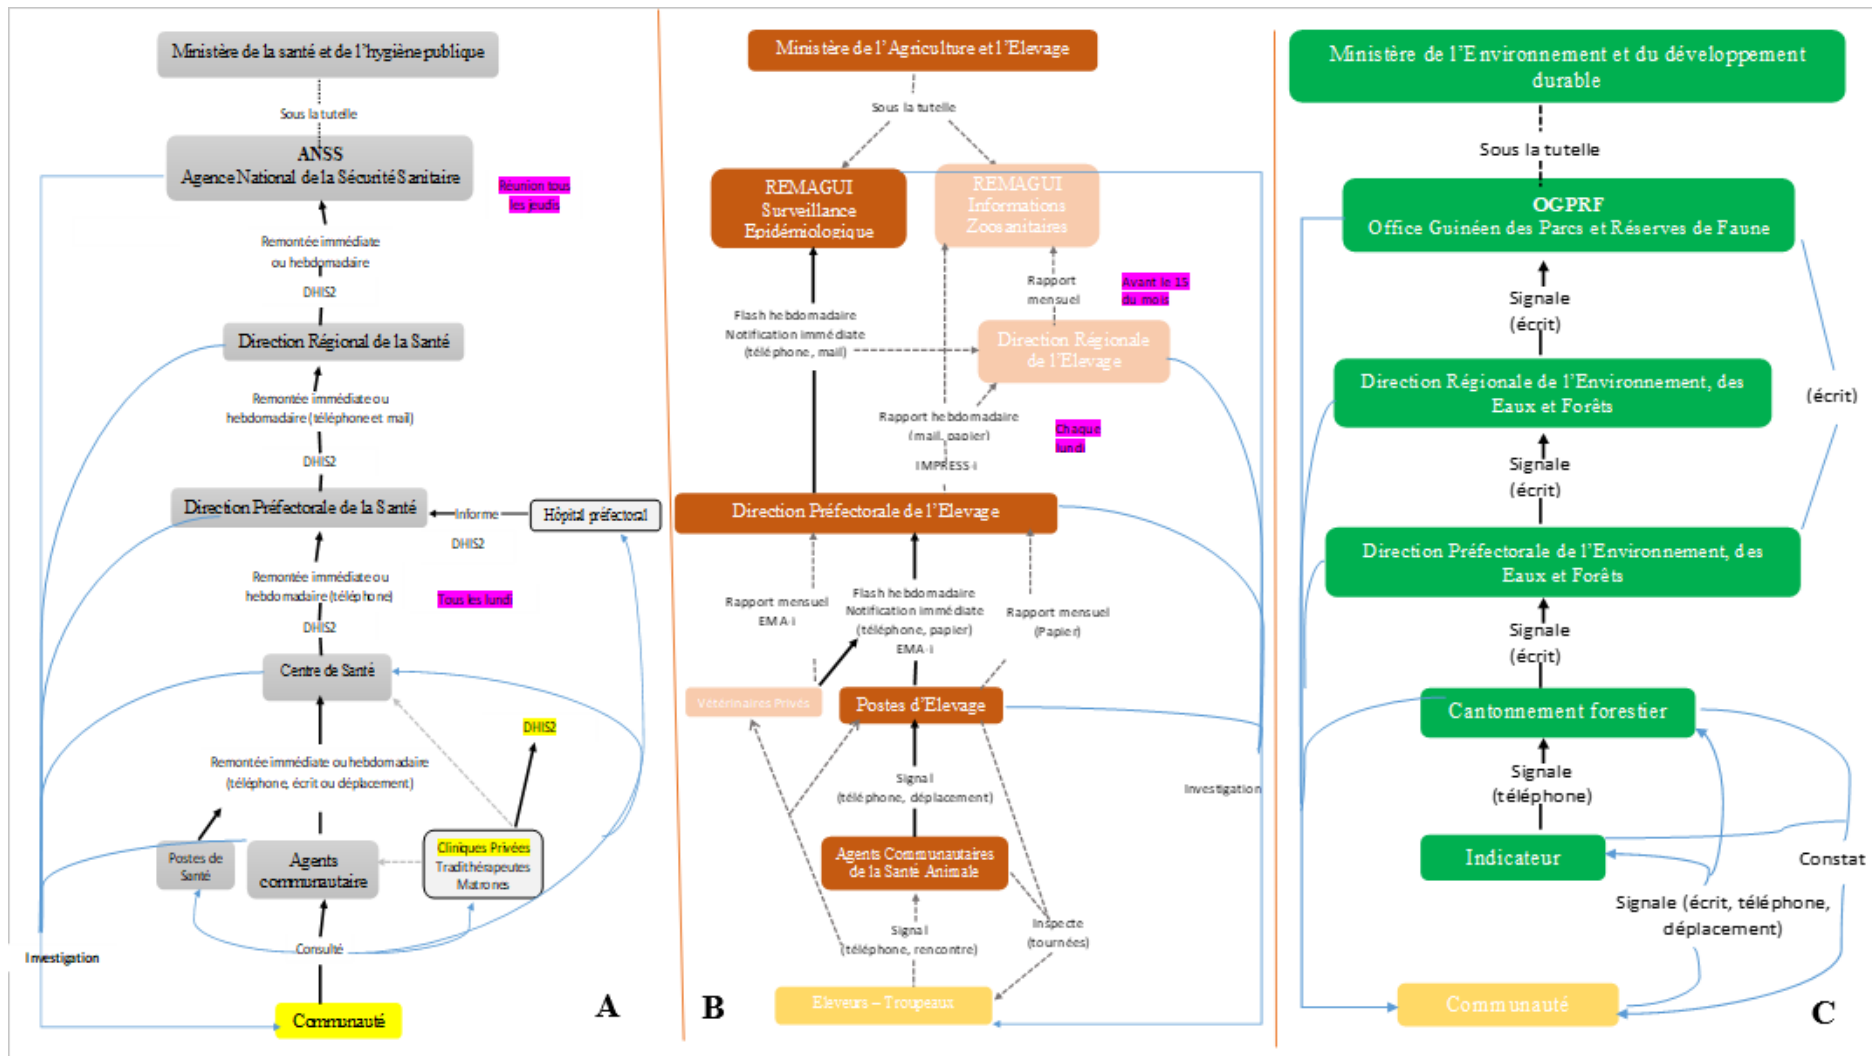 Ministère de la santé et de l'hygiène publique
Sous la tutelle
ANSS
Agence National de la Sécurité Sanitaire
Réunion tous
les jeudis
Remontée immédiate
ou hebdomadaire
DHIS2
Direction Régional de la Santé
Remontée immédiate ou
hebdomadaire (téléphone et mail)
DHIS2
Direction Préfectorale de la Santé
Informe
Hôpital préfectoral
DHIS2
Remontée immédiate ou
hebdomadaire (téléphone)
Tous les lundi
DHIS2
Centre de Santé
DHIS2
Remontée immédiate ou hebdomadaire
(téléphone, écrit ou déplacement)
Postes de
Santé
Agents
communautaire
Cliniques Privées
Tradithérapeutes
Matrones
Consulté
Investigation
Communauté
A
Ministère de l'Agriculture et l'Elevage
Sous la tutelle
REMAGUI
Surveillance
Epidémiologique
REMAGUI
Informations
Zoosanitaires
Rapport
mensuel
Avant le 15
du mois
Flash hebdomadaire
Notification immédiate
(téléphone, mail)
Direction Régionale
de l'Elevage
Rapport hebdomadaire
(mail, papier)
Chaque
lundi
IMPRESS-i
Direction Préfectorale de l'Elevage
Rapport mensuel
EMA-i
Flash hebdomadaire
Notification immédiate
(téléphone, papier)
EMA-i
Rapport mensuel
(Papier)
Vétérinaires Privés
Postes d'Elevage
Signal
(téléphone, déplacement)
Investigation
Agents Communautaires
de la Santé Animale
Signal
(téléphone, rencontre)
Inspecte
(tournées)
Eleveurs – Troupeaux
B
Ministère de l'Environnement et du développement
durable
Sous la tutelle
OGPRF
Office Guinéen des Parcs et Réserves de Faune
Signale
(écrit)
Direction Régionale de l'Environnement, des
Eaux et Forêts
(écrit)
Signale
(écrit)
Direction Préfectorale de l'Environnement, des
Eaux et Forêts
Signale
(écrit)
Cantonnement forestier
Signale
(téléphone)
Indicateur
Constat
Signale (écrit, téléphone,
déplacement)
Communauté
C